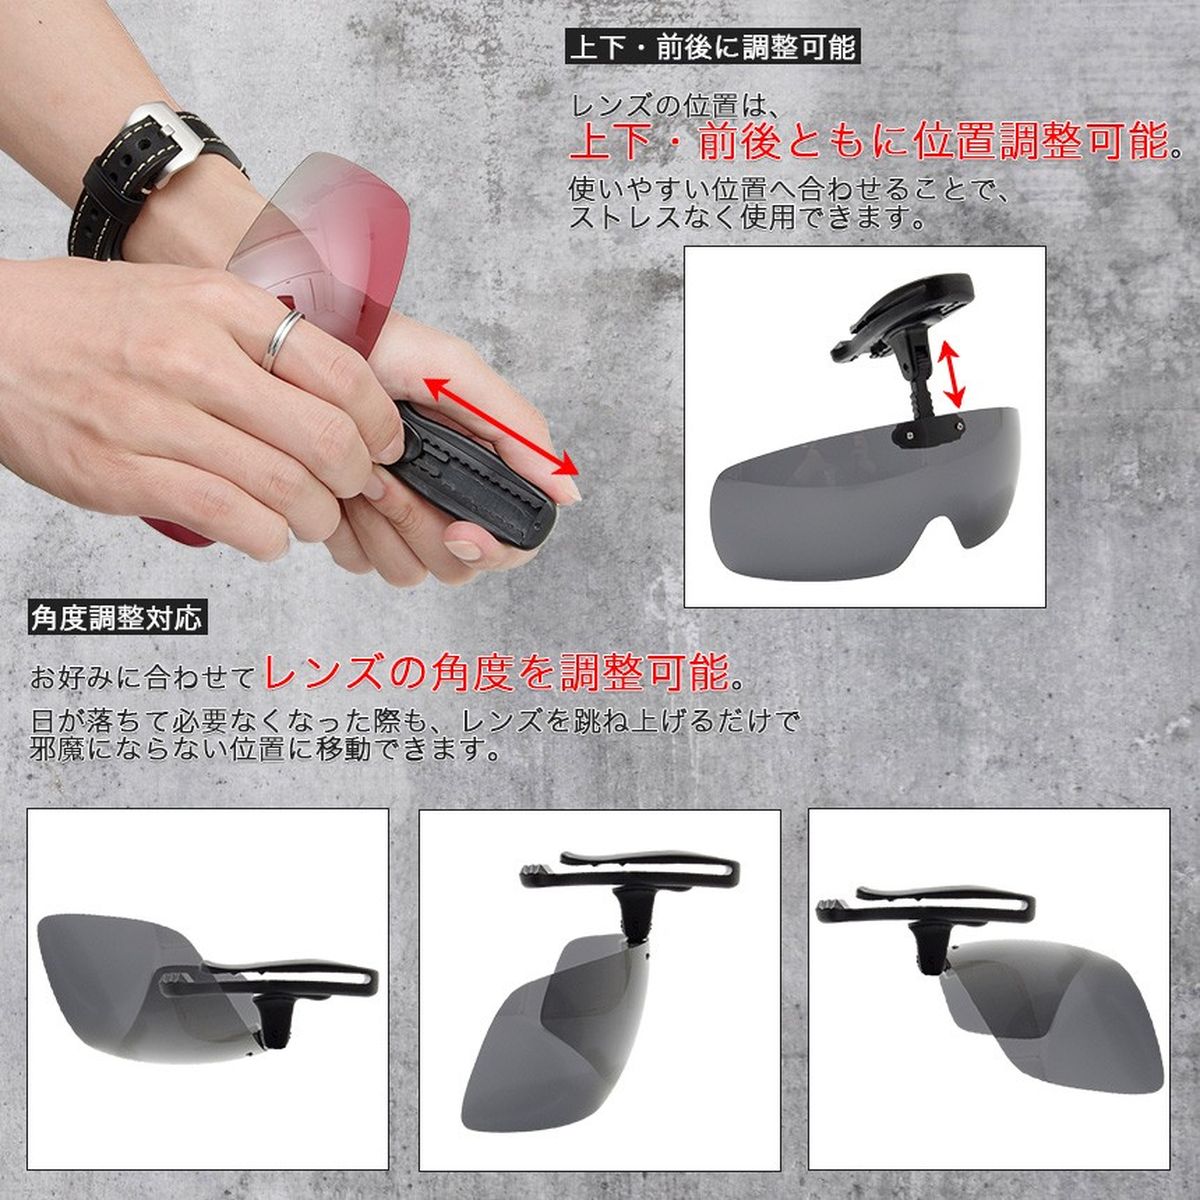 上下・前後に調整可能
レンズの位置は、
上下・前後ともに位置調整可能。
使いやすい位置へ合わせることで、
ストレスなく使用できます。
角度調整対応
お好みに合わせてレンズの角度を調整可能。
日が落ちて必要なくなった際も、レンズを跳ね上げるだけで
邪魔にならない位置に移動できます。